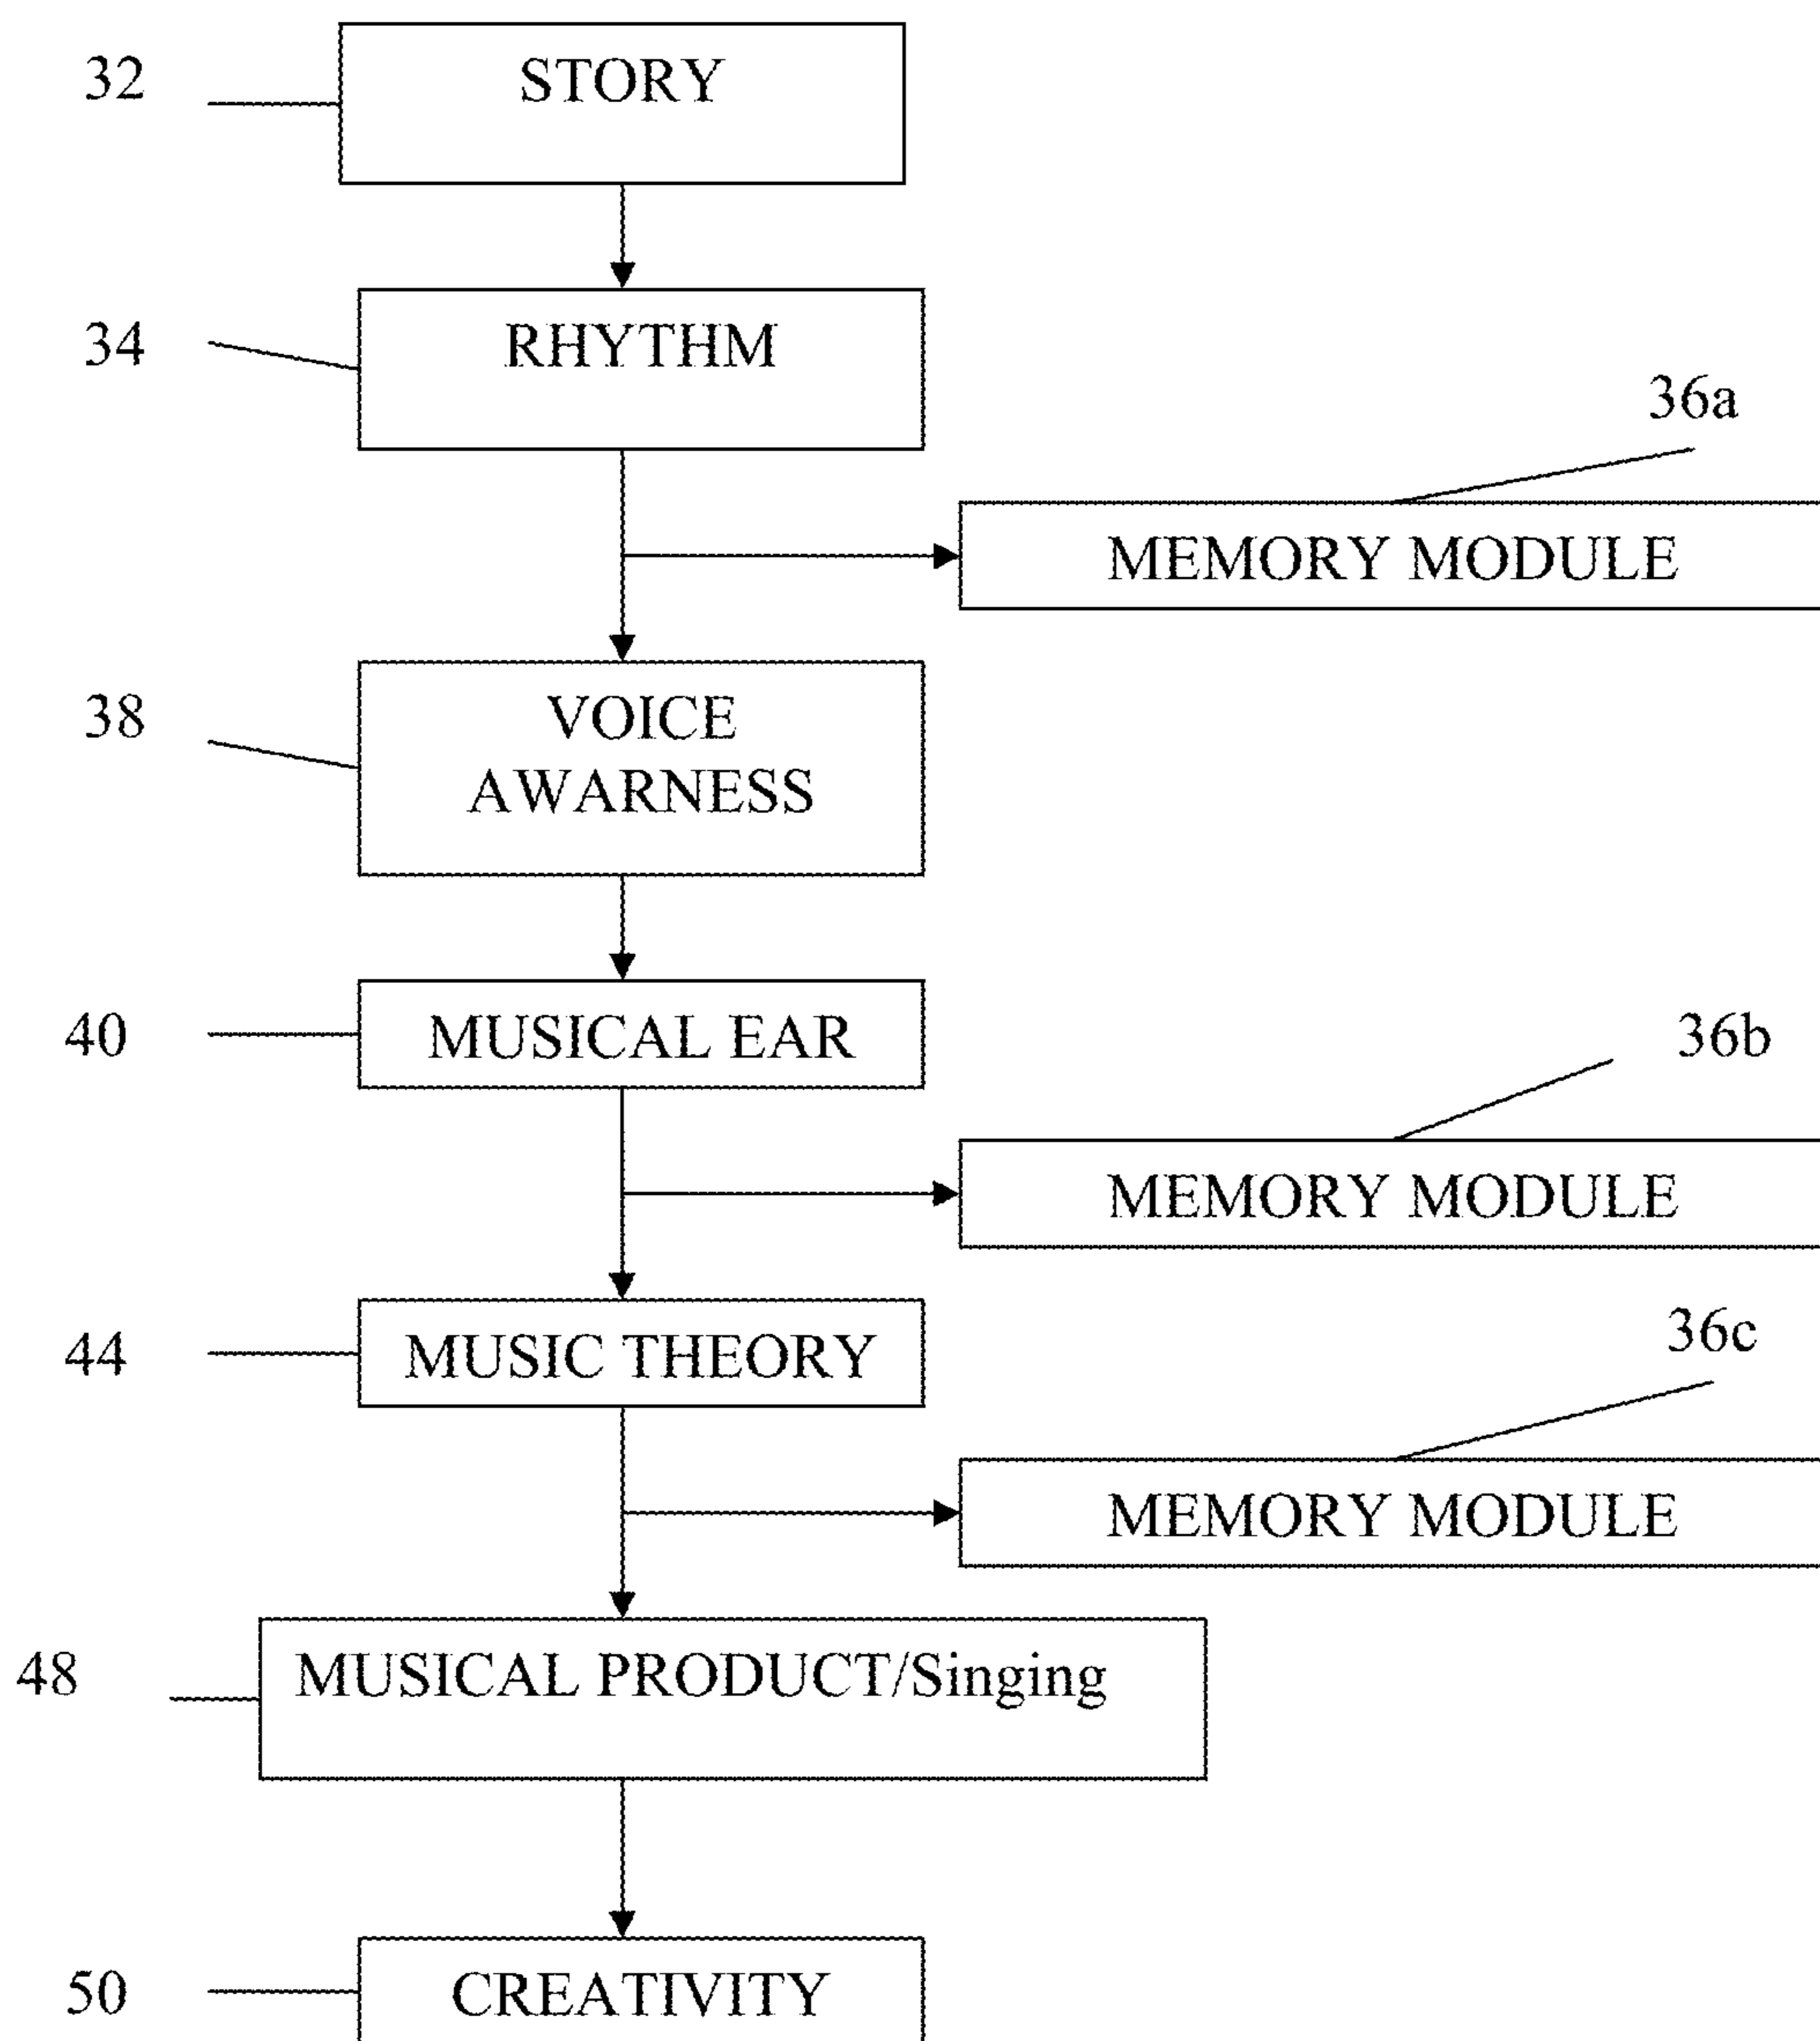 32
STORY
34
RHYTHM
36a
MEMORY MODULE
38
VOICE
AWARNESS
40
MUSICAL EAR
36b
MEMORY MODULE
44
MUSIC THEORY
36c
MEMORY MODULE
48
MUSICAL PRODUCT/Singing
50
CREATIVITY